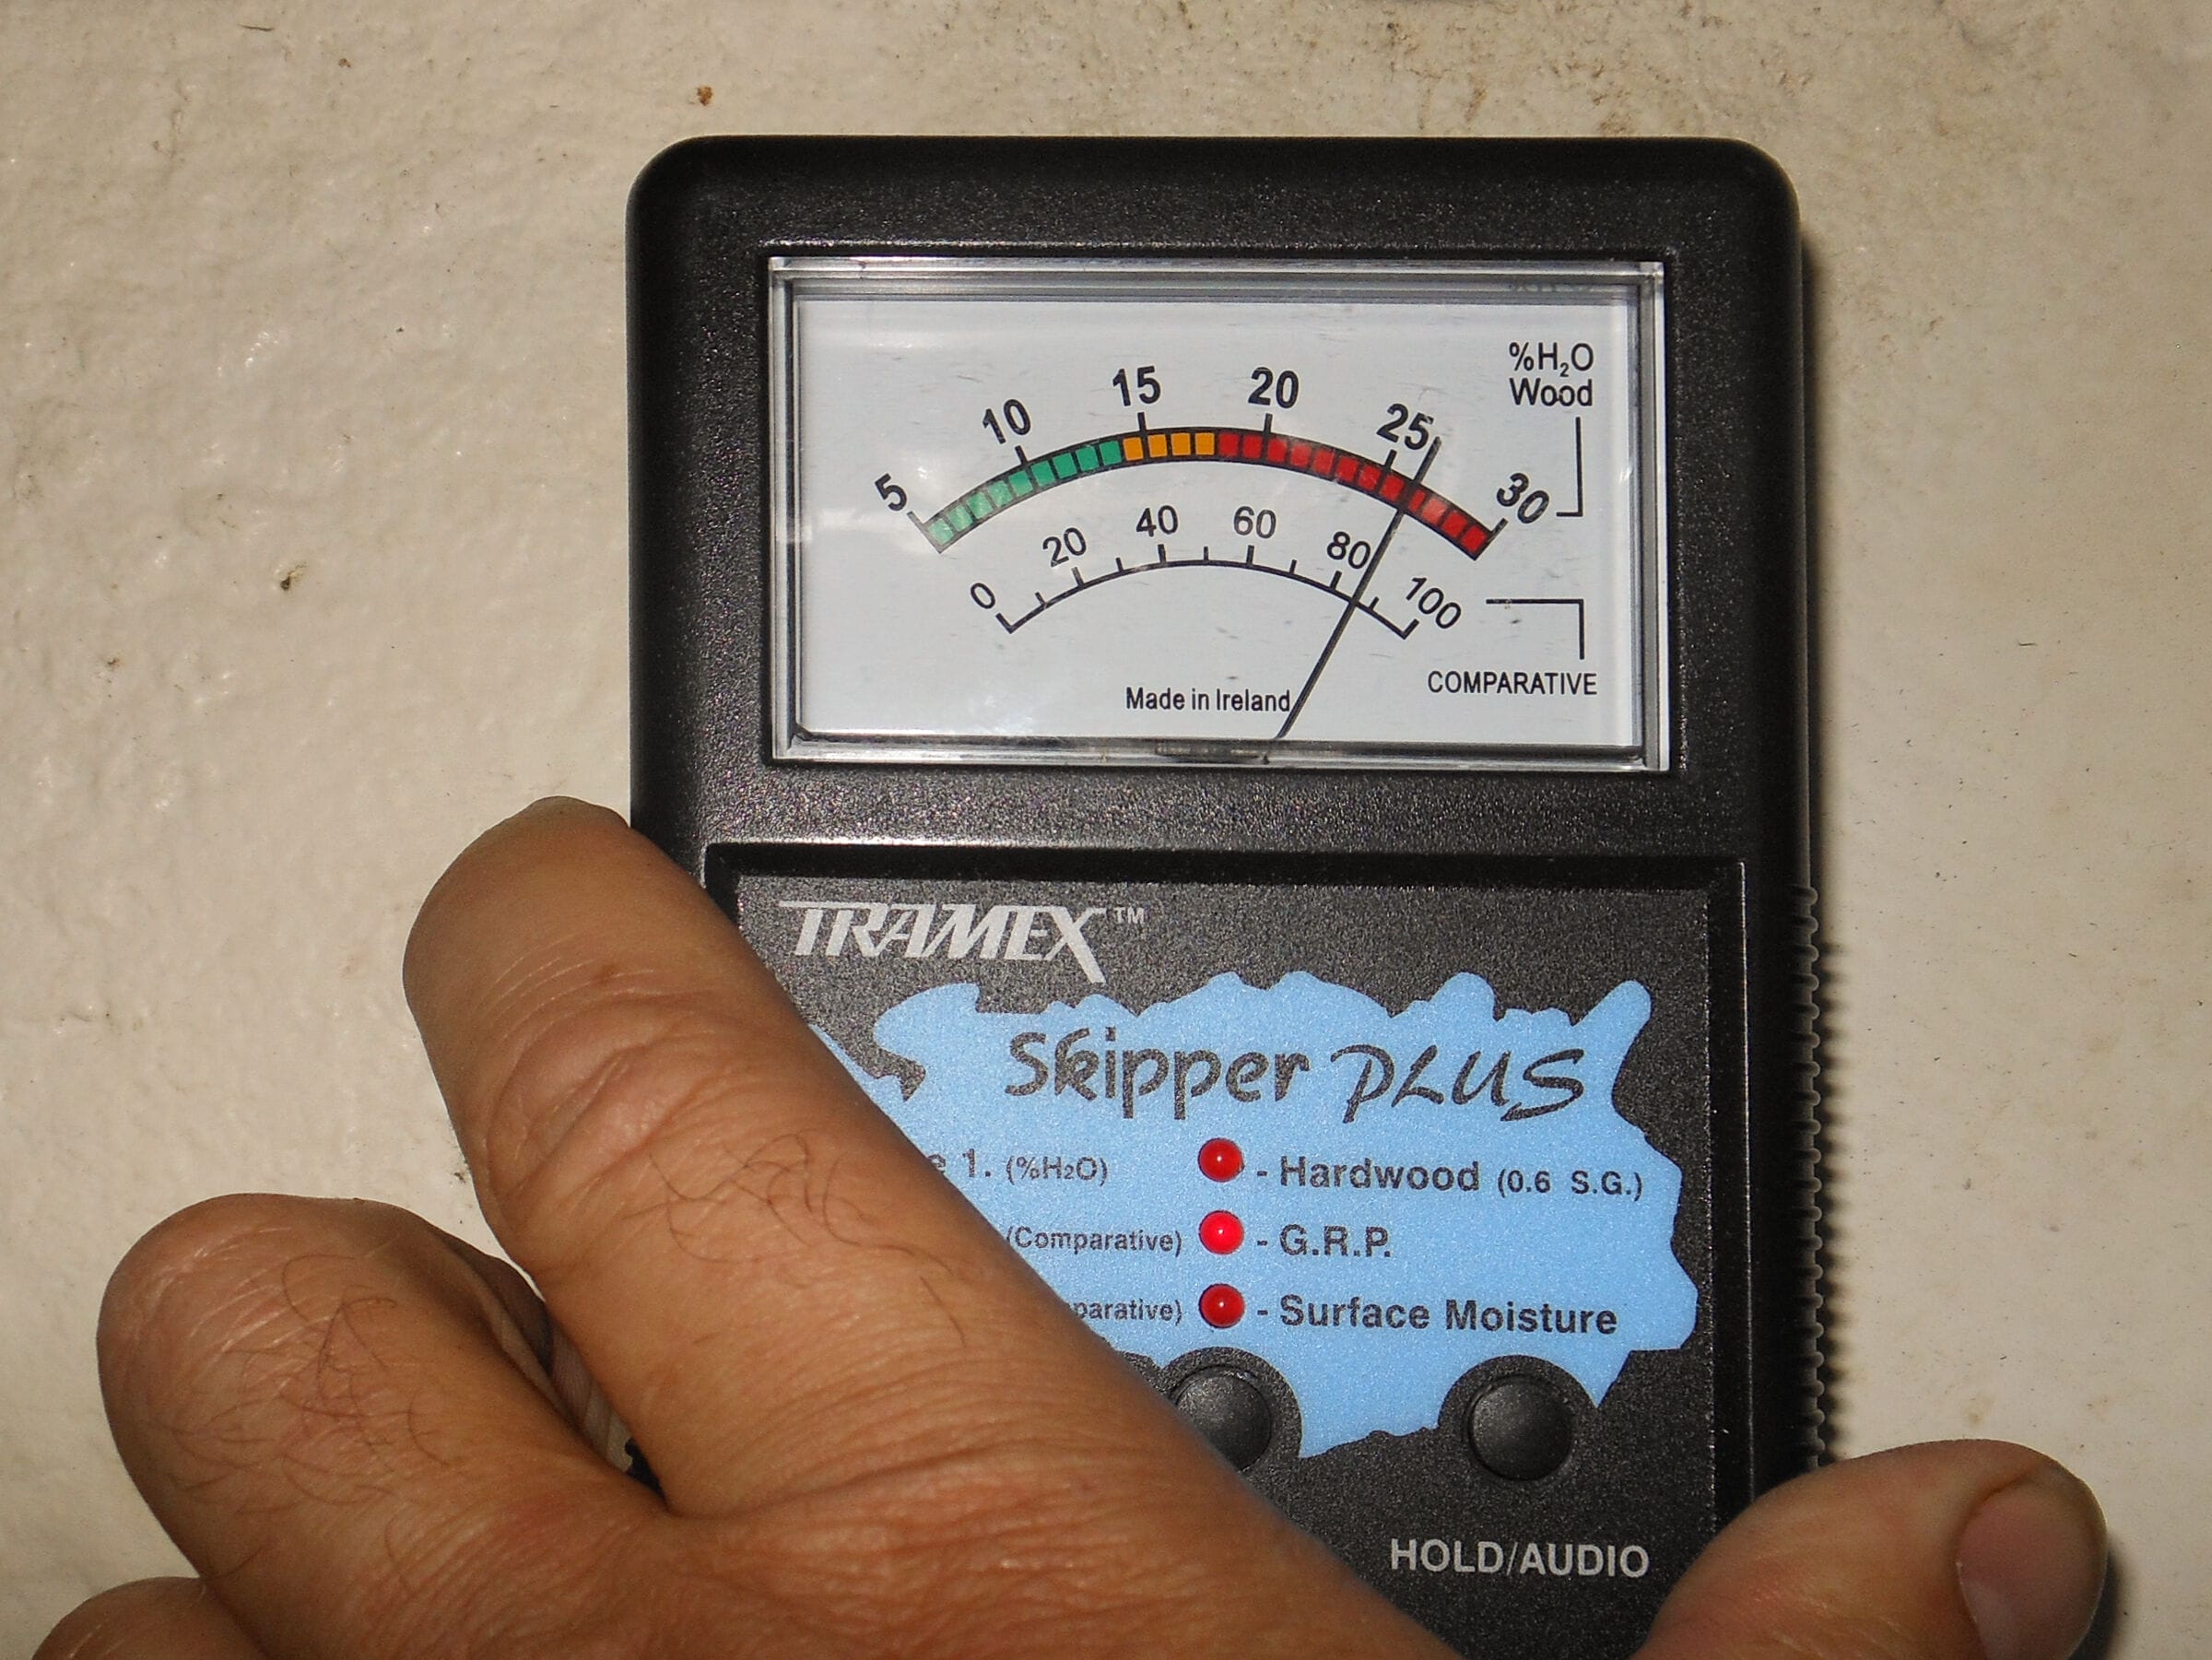 %H₂O
Wood
5 10 15 20 25 30
0 20 40 60 80 100
COMPARATIVE
Made in Ireland
TRAMEX™
Skipper PLUS
1. (%H₂O) - Hardwood (0.6 S.G.)
(Comparative) - G.R.P.
- Surface Moisture
HOLD/AUDIO